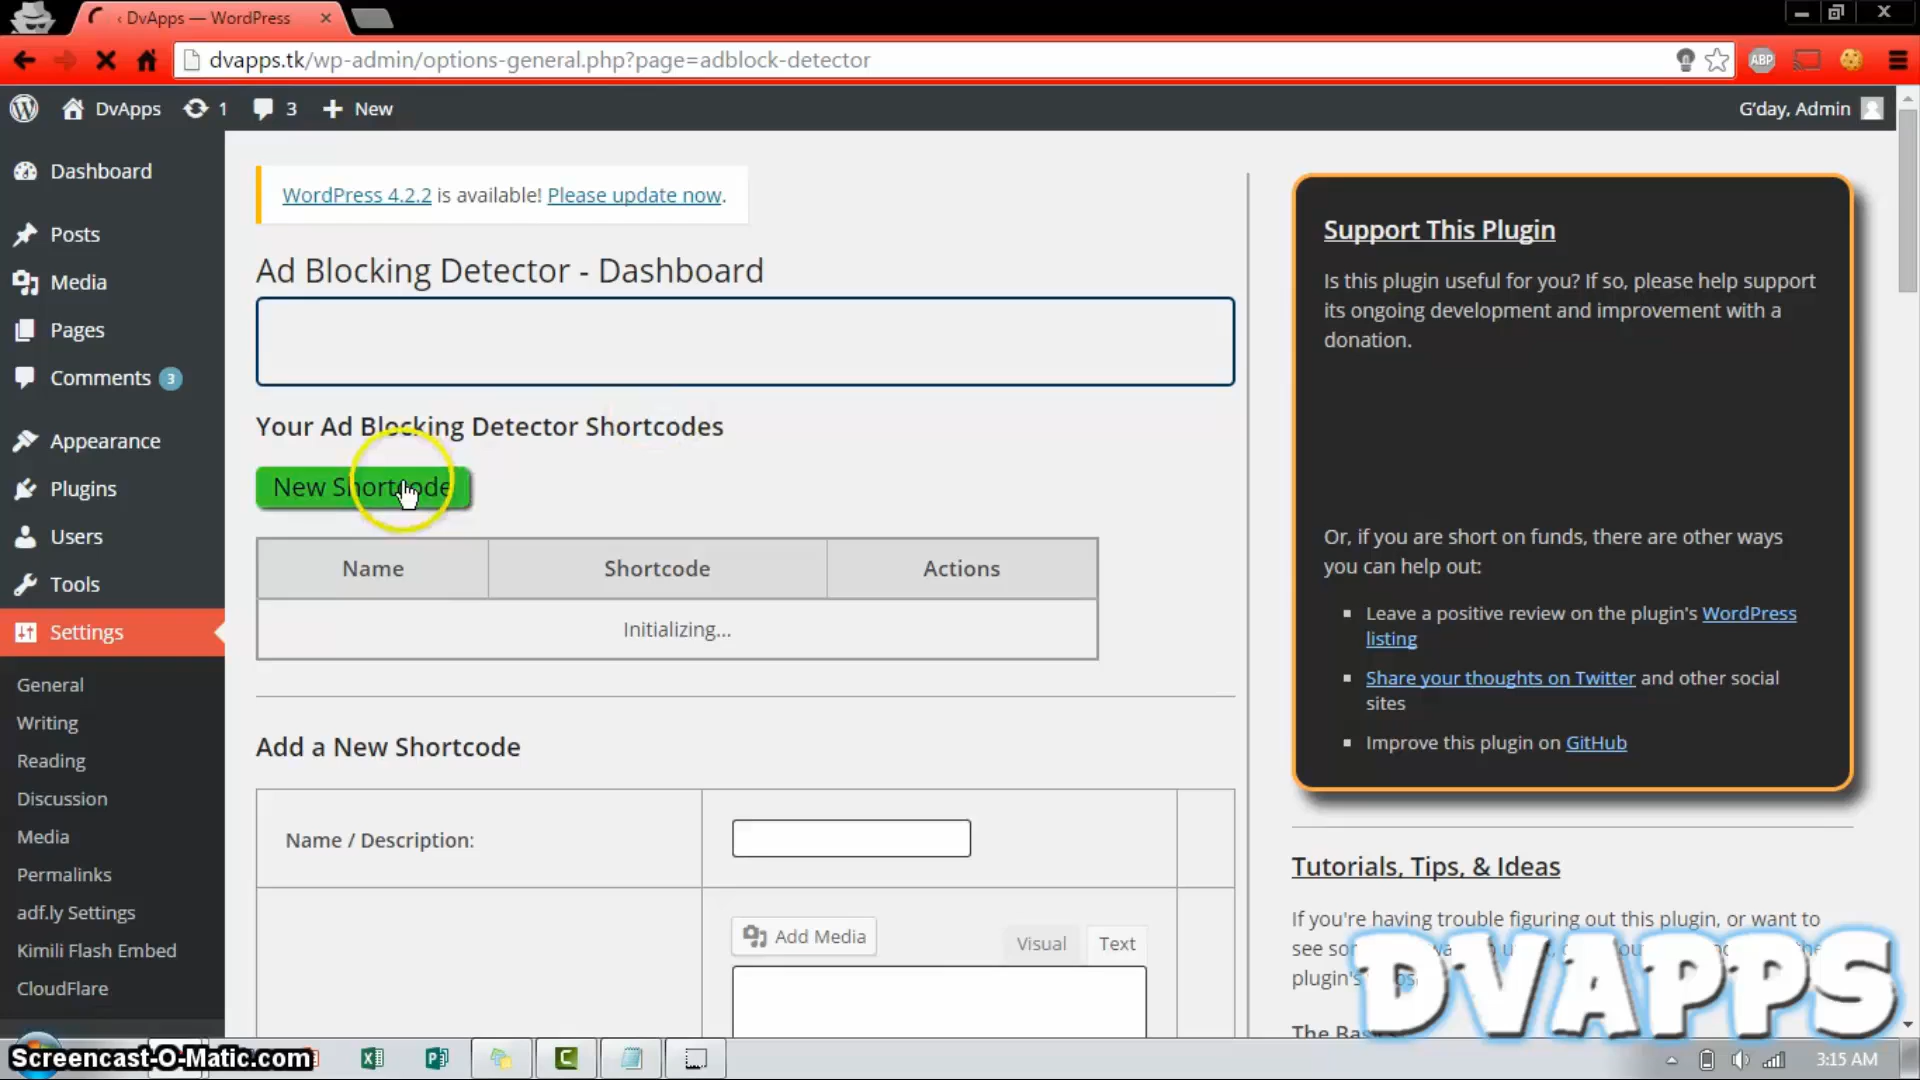 ‹ DvApps — WordPress
dvapps.tk/wp-admin/options-general.php?page=adblock-detector
ABP
DvApps 1 3 New
G'day, Admin
Dashboard
Posts
Media
Pages
Comments 3
Appearance
Plugins
Users
Tools
Settings
General
Writing
Reading
Discussion
Media
Permalinks
adf.ly Settings
Kimili Flash Embed
CloudFlare
WordPress 4.2.2 is available! Please update now.
Ad Blocking Detector - Dashboard
Your Ad Blocking Detector Shortcodes
New Shortcode
Name Shortcode Actions
Initializing...
Add a New Shortcode
Name / Description:
Add Media
Visual Text
Support This Plugin
Is this plugin useful for you? If so, please help support
its ongoing development and improvement with a
donation.
Or, if you are short on funds, there are other ways
you can help out:
Leave a positive review on the plugin's WordPress
listing
Share your thoughts on Twitter and other social
sites
Improve this plugin on GitHub
Tutorials, Tips, & Ideas
If you're having trouble figuring out this plugin, or want to
see
plugin's
The
DVAPPS
Screencast-O-Matic.com
3:15 AM